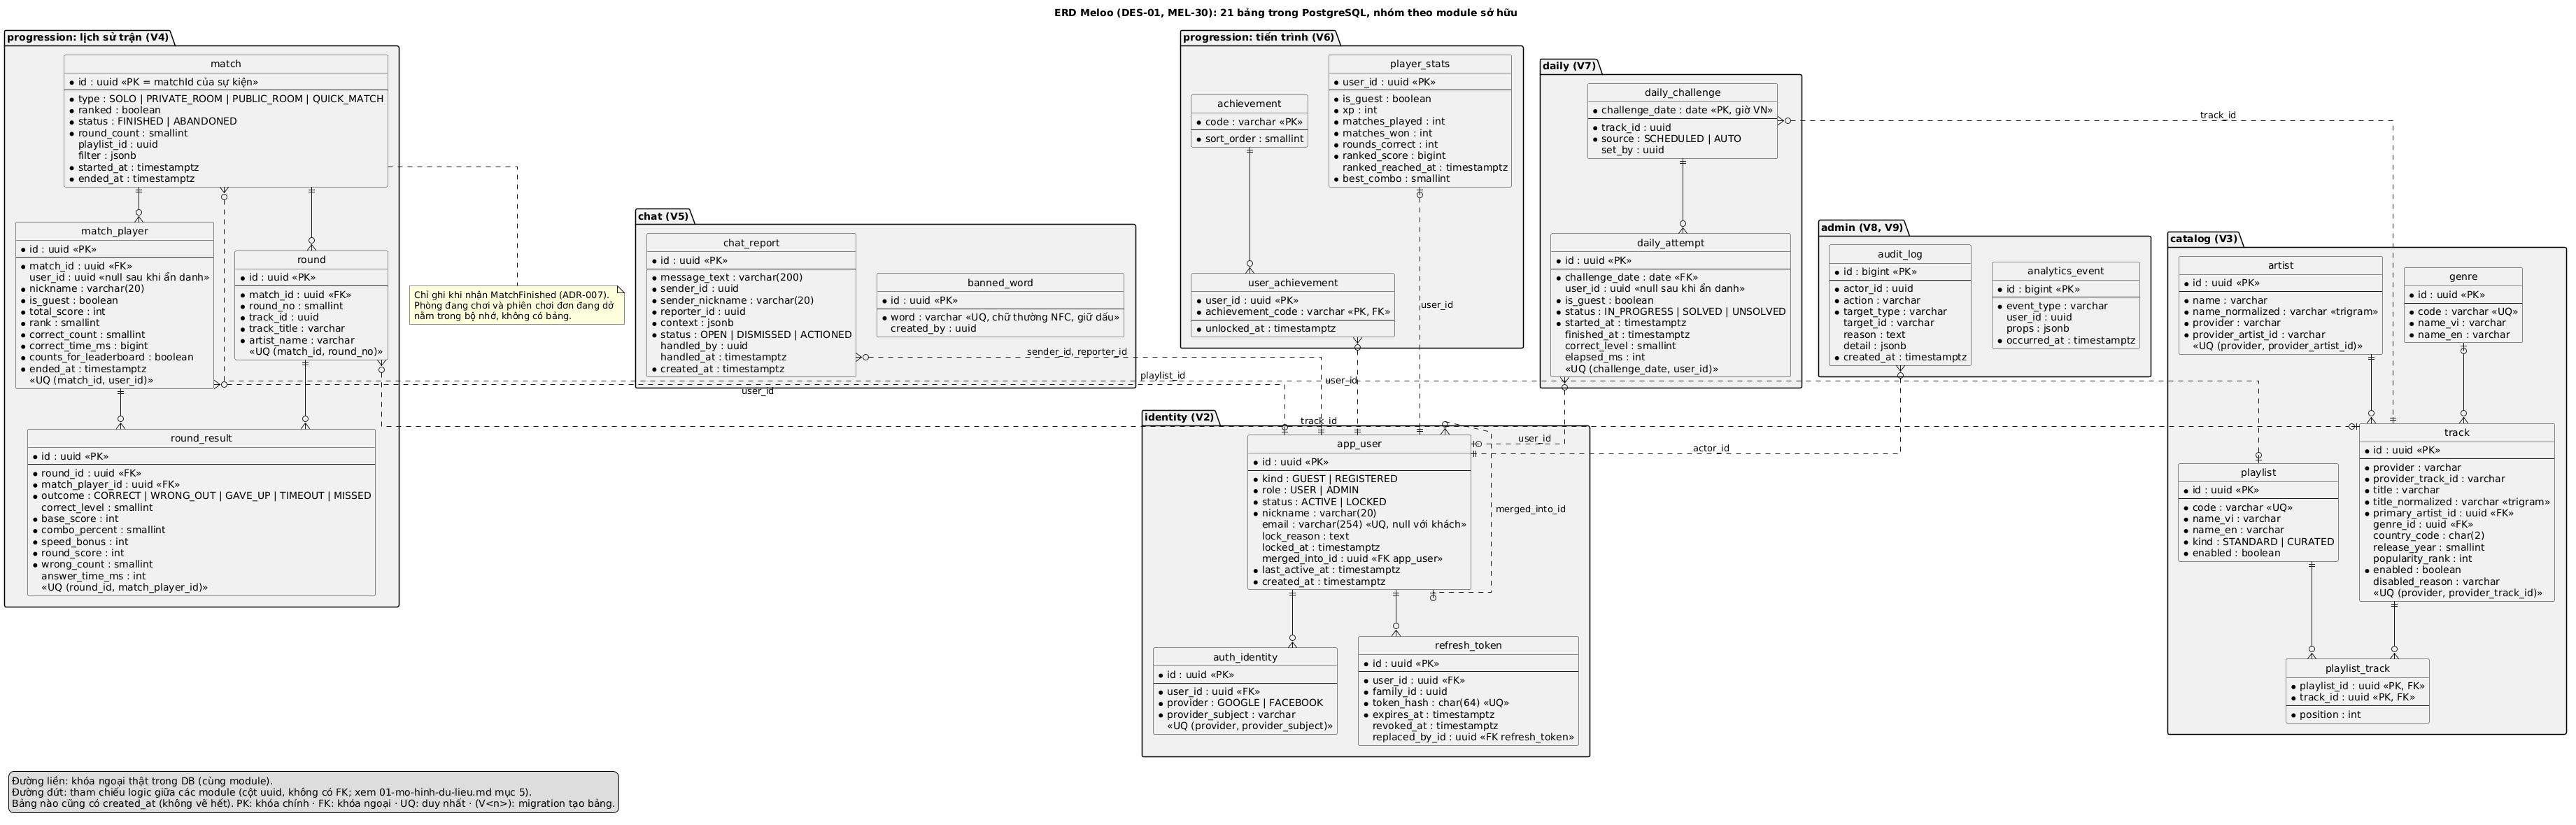 ERD Meloo (DES-01, MEL-30): 21 bảng trong PostgreSQL, nhóm theo module sở hữu
progression: lịch sử trận (V4)
match
id : uuid «PK = matchId của sự kiện»
type : SOLO | PRIVATE_ROOM | PUBLIC_ROOM | QUICK_MATCH
ranked : boolean
status : FINISHED | ABANDONED
round_count : smallint
playlist_id : uuid
filter : jsonb
started_at : timestamptz
ended_at : timestamptz
match_player
id : uuid «PK»
match_id : uuid «FK»
user_id : uuid «null sau khi ẩn danh»
nickname : varchar(20)
is_guest : boolean
total_score : int
rank : smallint
correct_count : smallint
correct_time_ms : bigint
counts_for_leaderboard : boolean
ended_at : timestamptz
«UQ (match_id, user_id)»
round
id : uuid «PK»
match_id : uuid «FK»
round_no : smallint
track_id : uuid
track_title : varchar
artist_name : varchar
«UQ (match_id, round_no)»
round_result
id : uuid «PK»
round_id : uuid «FK»
match_player_id : uuid «FK»
outcome : CORRECT | WRONG_OUT | GAVE_UP | TIMEOUT | MISSED
correct_level : smallint
base_score : int
combo_percent : smallint
speed_bonus : int
round_score : int
wrong_count : smallint
answer_time_ms : int
«UQ (round_id, match_player_id)»
Chỉ ghi khi nhận MatchFinished (ADR-007).
Phòng đang chơi và phiên chơi đơn đang dở
nằm trong bộ nhớ, không có bảng.
chat (V5)
chat_report
id : uuid «PK»
message_text : varchar(200)
sender_id : uuid
sender_nickname : varchar(20)
reporter_id : uuid
context : jsonb
status : OPEN | DISMISSED | ACTIONED
handled_by : uuid
handled_at : timestamptz
created_at : timestamptz
banned_word
id : uuid «PK»
word : varchar «UQ, chữ thường NFC, giữ dấu»
created_by : uuid
progression: tiến trình (V6)
achievement
code : varchar «PK»
sort_order : smallint
player_stats
user_id : uuid «PK»
is_guest : boolean
xp : int
matches_played : int
matches_won : int
rounds_correct : int
ranked_score : bigint
ranked_reached_at : timestamptz
best_combo : smallint
user_achievement
user_id : uuid «PK»
achievement_code : varchar «PK, FK»
unlocked_at : timestamptz
daily (V7)
daily_challenge
challenge_date : date «PK, giờ VN»
track_id : uuid
source : SCHEDULED | AUTO
set_by : uuid
daily_attempt
id : uuid «PK»
challenge_date : date «FK»
user_id : uuid «null sau khi ẩn danh»
is_guest : boolean
status : IN_PROGRESS | SOLVED | UNSOLVED
started_at : timestamptz
finished_at : timestamptz
correct_level : smallint
elapsed_ms : int
«UQ (challenge_date, user_id)»
admin (V8, V9)
audit_log
id : bigint «PK»
actor_id : uuid
action : varchar
target_type : varchar
target_id : varchar
reason : text
detail : jsonb
created_at : timestamptz
analytics_event
id : bigint «PK»
event_type : varchar
user_id : uuid
props : jsonb
occurred_at : timestamptz
catalog (V3)
artist
id : uuid «PK»
name : varchar
name_normalized : varchar «trigram»
provider : varchar
provider_artist_id : varchar
«UQ (provider, provider_artist_id)»
genre
id : uuid «PK»
code : varchar «UQ»
name_vi : varchar
name_en : varchar
playlist
id : uuid «PK»
code : varchar «UQ»
name_vi : varchar
name_en : varchar
kind : STANDARD | CURATED
enabled : boolean
track
id : uuid «PK»
provider : varchar
provider_track_id : varchar
title : varchar
title_normalized : varchar «trigram»
primary_artist_id : uuid «FK»
genre_id : uuid «FK»
country_code : char(2)
release_year : smallint
popularity_rank : int
enabled : boolean
disabled_reason : varchar
«UQ (provider, provider_track_id)»
playlist_track
playlist_id : uuid «PK, FK»
track_id : uuid «PK, FK»
position : int
identity (V2)
app_user
id : uuid «PK»
kind : GUEST | REGISTERED
role : USER | ADMIN
status : ACTIVE | LOCKED
nickname : varchar(20)
email : varchar(254) «UQ, null với khách»
lock_reason : text
locked_at : timestamptz
merged_into_id : uuid «FK app_user»
last_active_at : timestamptz
created_at : timestamptz
auth_identity
id : uuid «PK»
user_id : uuid «FK»
provider : GOOGLE | FACEBOOK
provider_subject : varchar
«UQ (provider, provider_subject)»
refresh_token
id : uuid «PK»
user_id : uuid «FK»
family_id : uuid
token_hash : char(64) «UQ»
expires_at : timestamptz
revoked_at : timestamptz
replaced_by_id : uuid «FK refresh_token»
track_id
user_id
sender_id, reporter_id
playlist_id
user_id
user_id
track_id
user_id
actor_id
merged_into_id
Đường liền: khóa ngoại thật trong DB (cùng module).
Đường đứt: tham chiếu logic giữa các module (cột uuid, không có FK; xem 01-mo-hinh-du-lieu.md mục 5).
Bảng nào cũng có created_at (không vẽ hết). PK: khóa chính · FK: khóa ngoại · UQ: duy nhất · (V<n>): migration tạo bảng.